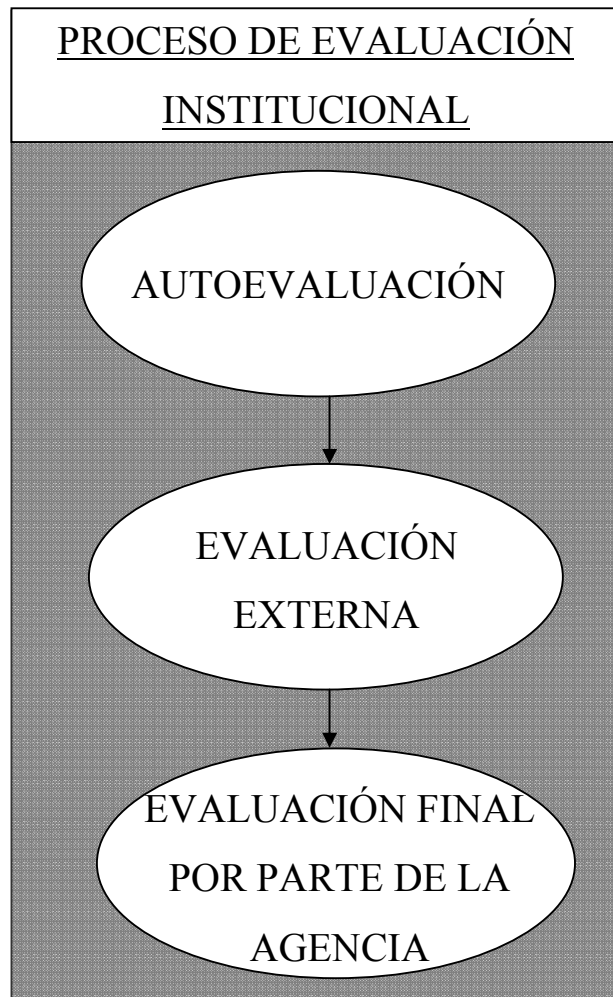 PROCESO DE EVALUACIÓN
INSTITUCIONAL
AUTOEVALUACIÓN
EVALUACIÓN
EXTERNA
EVALUACIÓN FINAL
POR PARTE DE LA
AGENCIA